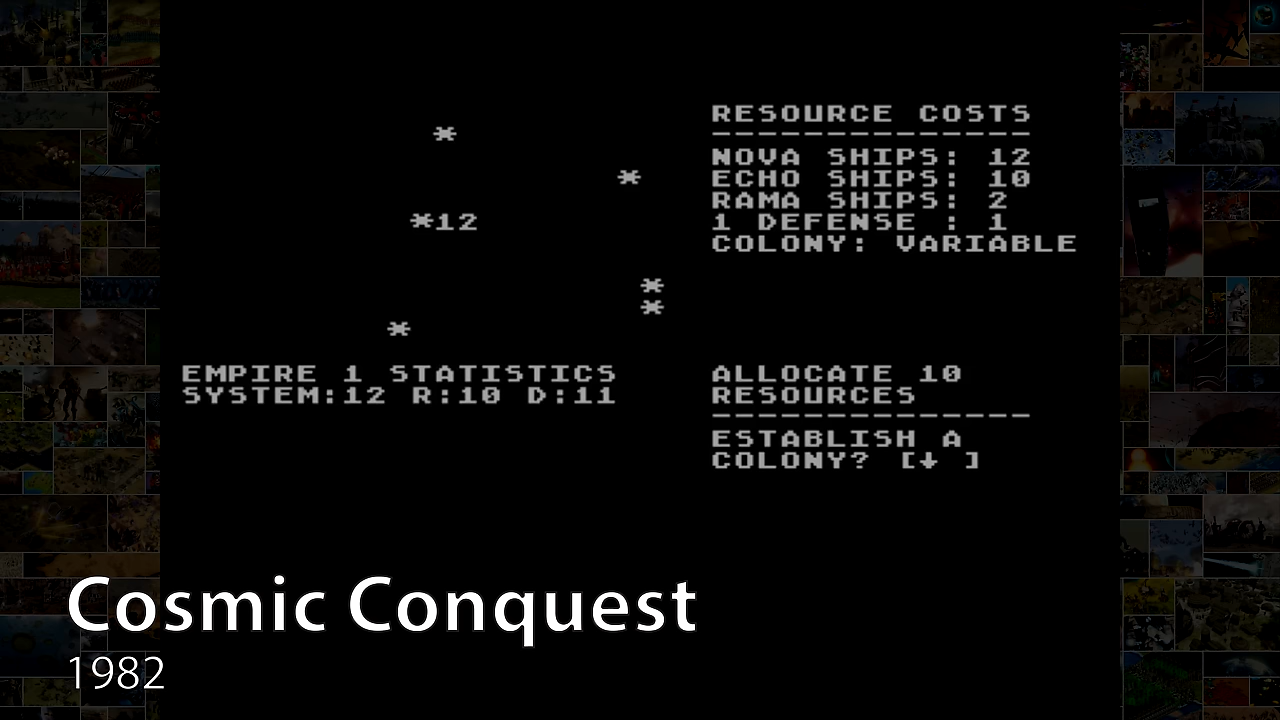 RESOURCE COSTS
--------------
NOVA SHIPS: 12
ECHO SHIPS: 10
RAMA SHIPS: 2
*12
1 DEFENSE : 1
COLONY: VARIABLE
EMPIRE 1 STATISTICS
SYSTEM:12 R:10 D:11
ALLOCATE 10
RESOURCES
--------------
ESTABLISH A
COLONY? [↓ ]
Cosmic Conquest
1982